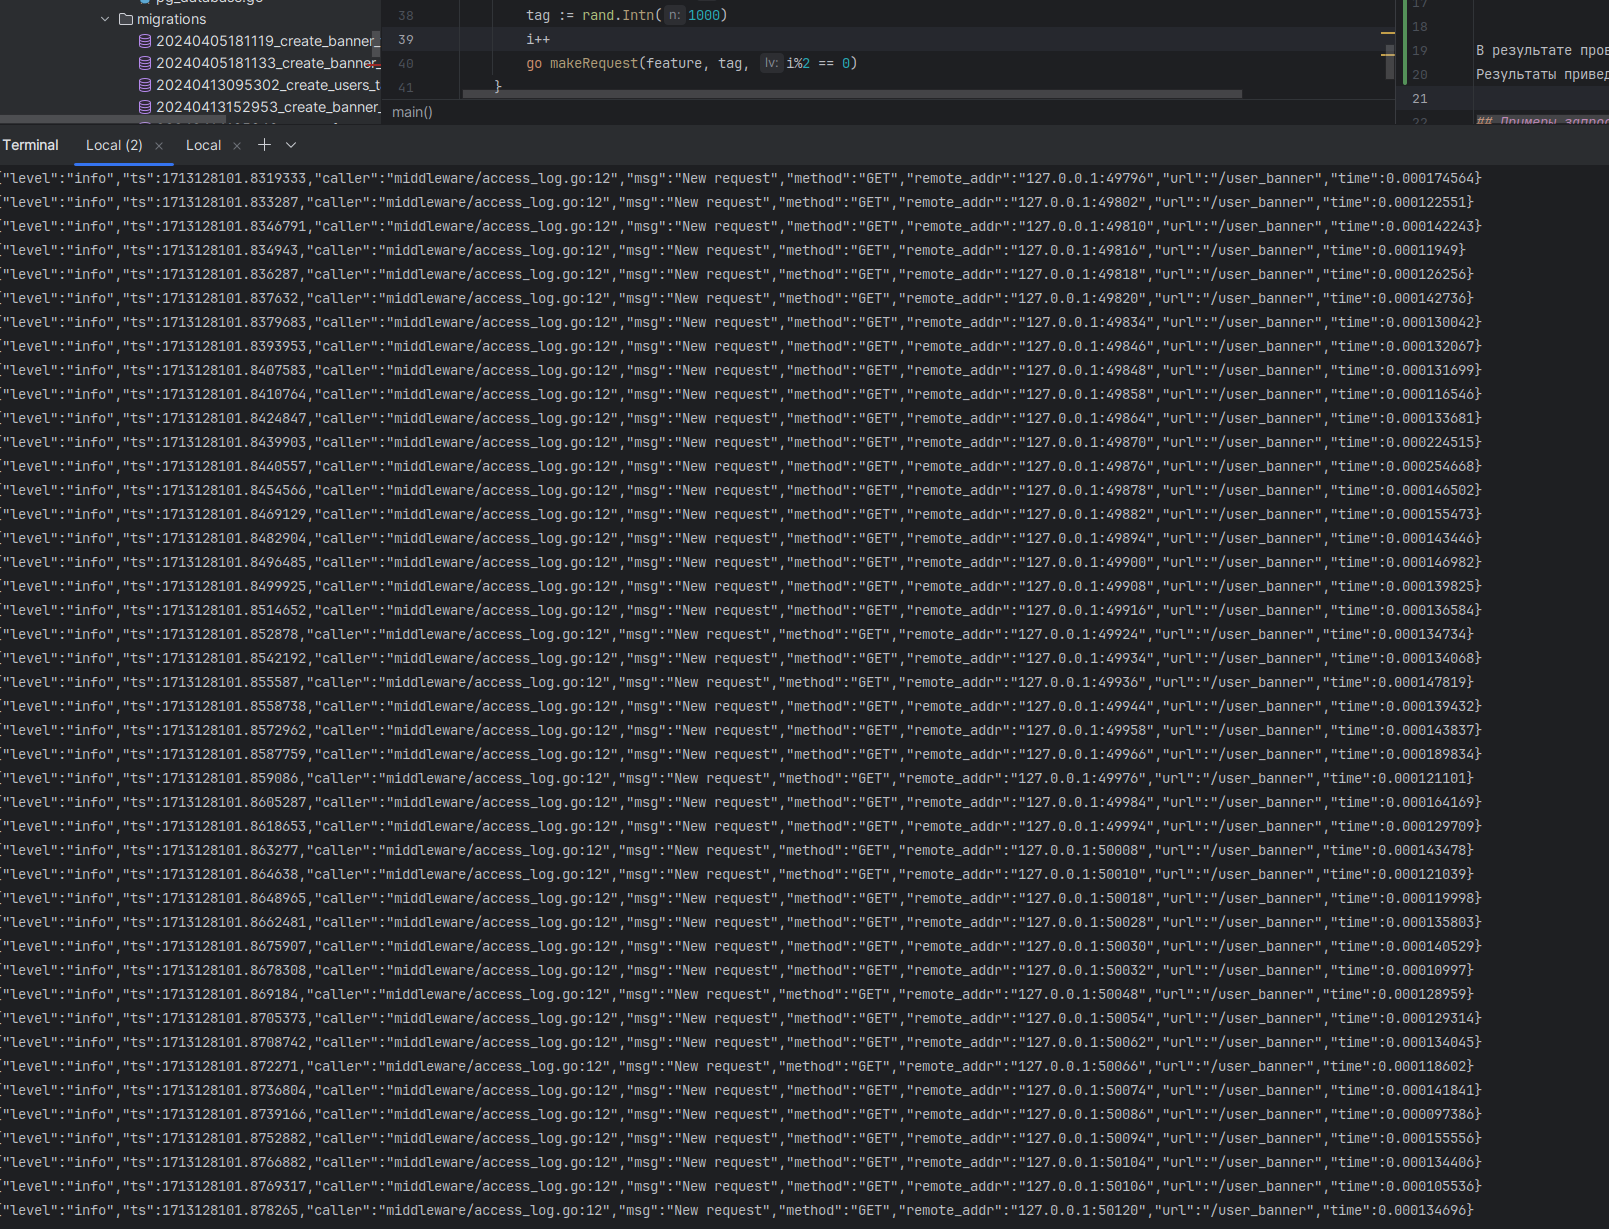 migrations
20240405181119_create_banner_
20240405181133_create_banner_
20240413095302_create_users_t
20240413152953_create_banner_
38 tag := rand.Intn( n: 1000)
39 i++
40 go makeRequest(feature, tag, lv: i%2 == 0)
41 }
main()
17
18
19 В результате пров
20 Результаты привед
21
22 ## Примеры запрос
Terminal Local (2) × Local × +
{"level":"info","ts":1713128101.8319333,"caller":"middleware/access_log.go:12","msg":"New request","method":"GET","remote_addr":"127.0.0.1:49796","url":"/user_banner","time":0.000174564}
{"level":"info","ts":1713128101.833287,"caller":"middleware/access_log.go:12","msg":"New request","method":"GET","remote_addr":"127.0.0.1:49802","url":"/user_banner","time":0.000122551}
{"level":"info","ts":1713128101.8346791,"caller":"middleware/access_log.go:12","msg":"New request","method":"GET","remote_addr":"127.0.0.1:49810","url":"/user_banner","time":0.000142243}
{"level":"info","ts":1713128101.834943,"caller":"middleware/access_log.go:12","msg":"New request","method":"GET","remote_addr":"127.0.0.1:49816","url":"/user_banner","time":0.00011949}
{"level":"info","ts":1713128101.836287,"caller":"middleware/access_log.go:12","msg":"New request","method":"GET","remote_addr":"127.0.0.1:49818","url":"/user_banner","time":0.000126256}
{"level":"info","ts":1713128101.837632,"caller":"middleware/access_log.go:12","msg":"New request","method":"GET","remote_addr":"127.0.0.1:49820","url":"/user_banner","time":0.000142736}
{"level":"info","ts":1713128101.8379683,"caller":"middleware/access_log.go:12","msg":"New request","method":"GET","remote_addr":"127.0.0.1:49834","url":"/user_banner","time":0.000130042}
{"level":"info","ts":1713128101.8393953,"caller":"middleware/access_log.go:12","msg":"New request","method":"GET","remote_addr":"127.0.0.1:49846","url":"/user_banner","time":0.000132067}
{"level":"info","ts":1713128101.8407583,"caller":"middleware/access_log.go:12","msg":"New request","method":"GET","remote_addr":"127.0.0.1:49848","url":"/user_banner","time":0.000131699}
{"level":"info","ts":1713128101.8410764,"caller":"middleware/access_log.go:12","msg":"New request","method":"GET","remote_addr":"127.0.0.1:49858","url":"/user_banner","time":0.000116546}
{"level":"info","ts":1713128101.8424847,"caller":"middleware/access_log.go:12","msg":"New request","method":"GET","remote_addr":"127.0.0.1:49864","url":"/user_banner","time":0.000133681}
{"level":"info","ts":1713128101.8439903,"caller":"middleware/access_log.go:12","msg":"New request","method":"GET","remote_addr":"127.0.0.1:49870","url":"/user_banner","time":0.000224515}
{"level":"info","ts":1713128101.8440557,"caller":"middleware/access_log.go:12","msg":"New request","method":"GET","remote_addr":"127.0.0.1:49876","url":"/user_banner","time":0.000254668}
{"level":"info","ts":1713128101.8454566,"caller":"middleware/access_log.go:12","msg":"New request","method":"GET","remote_addr":"127.0.0.1:49878","url":"/user_banner","time":0.000146502}
{"level":"info","ts":1713128101.8469129,"caller":"middleware/access_log.go:12","msg":"New request","method":"GET","remote_addr":"127.0.0.1:49882","url":"/user_banner","time":0.000155473}
{"level":"info","ts":1713128101.8482904,"caller":"middleware/access_log.go:12","msg":"New request","method":"GET","remote_addr":"127.0.0.1:49894","url":"/user_banner","time":0.000143446}
{"level":"info","ts":1713128101.8496485,"caller":"middleware/access_log.go:12","msg":"New request","method":"GET","remote_addr":"127.0.0.1:49900","url":"/user_banner","time":0.000146982}
{"level":"info","ts":1713128101.8499925,"caller":"middleware/access_log.go:12","msg":"New request","method":"GET","remote_addr":"127.0.0.1:49908","url":"/user_banner","time":0.000139825}
{"level":"info","ts":1713128101.8514652,"caller":"middleware/access_log.go:12","msg":"New request","method":"GET","remote_addr":"127.0.0.1:49916","url":"/user_banner","time":0.000136584}
{"level":"info","ts":1713128101.852878,"caller":"middleware/access_log.go:12","msg":"New request","method":"GET","remote_addr":"127.0.0.1:49924","url":"/user_banner","time":0.000134734}
{"level":"info","ts":1713128101.8542192,"caller":"middleware/access_log.go:12","msg":"New request","method":"GET","remote_addr":"127.0.0.1:49934","url":"/user_banner","time":0.000134068}
{"level":"info","ts":1713128101.855587,"caller":"middleware/access_log.go:12","msg":"New request","method":"GET","remote_addr":"127.0.0.1:49936","url":"/user_banner","time":0.000147819}
{"level":"info","ts":1713128101.8558738,"caller":"middleware/access_log.go:12","msg":"New request","method":"GET","remote_addr":"127.0.0.1:49944","url":"/user_banner","time":0.000139432}
{"level":"info","ts":1713128101.8572962,"caller":"middleware/access_log.go:12","msg":"New request","method":"GET","remote_addr":"127.0.0.1:49958","url":"/user_banner","time":0.000143837}
{"level":"info","ts":1713128101.8587759,"caller":"middleware/access_log.go:12","msg":"New request","method":"GET","remote_addr":"127.0.0.1:49966","url":"/user_banner","time":0.000189834}
{"level":"info","ts":1713128101.859086,"caller":"middleware/access_log.go:12","msg":"New request","method":"GET","remote_addr":"127.0.0.1:49976","url":"/user_banner","time":0.000121101}
{"level":"info","ts":1713128101.8605287,"caller":"middleware/access_log.go:12","msg":"New request","method":"GET","remote_addr":"127.0.0.1:49984","url":"/user_banner","time":0.000164169}
{"level":"info","ts":1713128101.8618653,"caller":"middleware/access_log.go:12","msg":"New request","method":"GET","remote_addr":"127.0.0.1:49994","url":"/user_banner","time":0.000129709}
{"level":"info","ts":1713128101.863277,"caller":"middleware/access_log.go:12","msg":"New request","method":"GET","remote_addr":"127.0.0.1:50008","url":"/user_banner","time":0.000143478}
{"level":"info","ts":1713128101.864638,"caller":"middleware/access_log.go:12","msg":"New request","method":"GET","remote_addr":"127.0.0.1:50010","url":"/user_banner","time":0.000121039}
{"level":"info","ts":1713128101.8648965,"caller":"middleware/access_log.go:12","msg":"New request","method":"GET","remote_addr":"127.0.0.1:50018","url":"/user_banner","time":0.000119998}
{"level":"info","ts":1713128101.8662481,"caller":"middleware/access_log.go:12","msg":"New request","method":"GET","remote_addr":"127.0.0.1:50028","url":"/user_banner","time":0.000135803}
{"level":"info","ts":1713128101.8675907,"caller":"middleware/access_log.go:12","msg":"New request","method":"GET","remote_addr":"127.0.0.1:50030","url":"/user_banner","time":0.000140529}
{"level":"info","ts":1713128101.8678308,"caller":"middleware/access_log.go:12","msg":"New request","method":"GET","remote_addr":"127.0.0.1:50032","url":"/user_banner","time":0.00010997}
{"level":"info","ts":1713128101.869184,"caller":"middleware/access_log.go:12","msg":"New request","method":"GET","remote_addr":"127.0.0.1:50048","url":"/user_banner","time":0.000128959}
{"level":"info","ts":1713128101.8705373,"caller":"middleware/access_log.go:12","msg":"New request","method":"GET","remote_addr":"127.0.0.1:50054","url":"/user_banner","time":0.000129314}
{"level":"info","ts":1713128101.8708742,"caller":"middleware/access_log.go:12","msg":"New request","method":"GET","remote_addr":"127.0.0.1:50062","url":"/user_banner","time":0.000134045}
{"level":"info","ts":1713128101.872271,"caller":"middleware/access_log.go:12","msg":"New request","method":"GET","remote_addr":"127.0.0.1:50066","url":"/user_banner","time":0.000118602}
{"level":"info","ts":1713128101.8736804,"caller":"middleware/access_log.go:12","msg":"New request","method":"GET","remote_addr":"127.0.0.1:50074","url":"/user_banner","time":0.000141841}
{"level":"info","ts":1713128101.8739166,"caller":"middleware/access_log.go:12","msg":"New request","method":"GET","remote_addr":"127.0.0.1:50086","url":"/user_banner","time":0.000097386}
{"level":"info","ts":1713128101.8752882,"caller":"middleware/access_log.go:12","msg":"New request","method":"GET","remote_addr":"127.0.0.1:50094","url":"/user_banner","time":0.000155556}
{"level":"info","ts":1713128101.8766882,"caller":"middleware/access_log.go:12","msg":"New request","method":"GET","remote_addr":"127.0.0.1:50104","url":"/user_banner","time":0.000134406}
{"level":"info","ts":1713128101.8769317,"caller":"middleware/access_log.go:12","msg":"New request","method":"GET","remote_addr":"127.0.0.1:50106","url":"/user_banner","time":0.000105536}
{"level":"info","ts":1713128101.878265,"caller":"middleware/access_log.go:12","msg":"New request","method":"GET","remote_addr":"127.0.0.1:50120","url":"/user_banner","time":0.000134696}